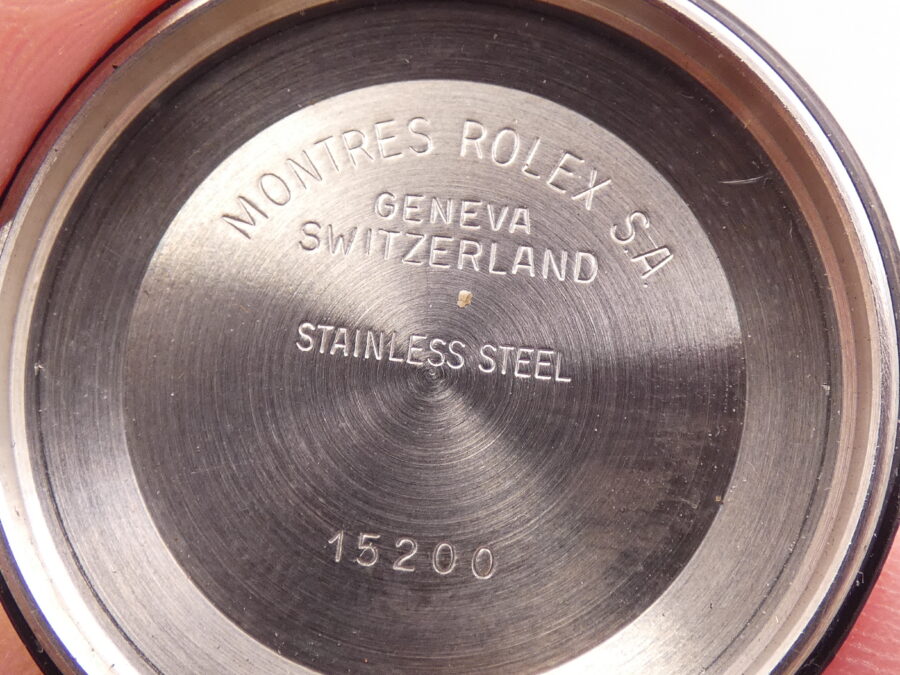 MONTRES ROLEX S.A.
GENEVA
SWITZERLAND
STAINLESS STEEL
15200